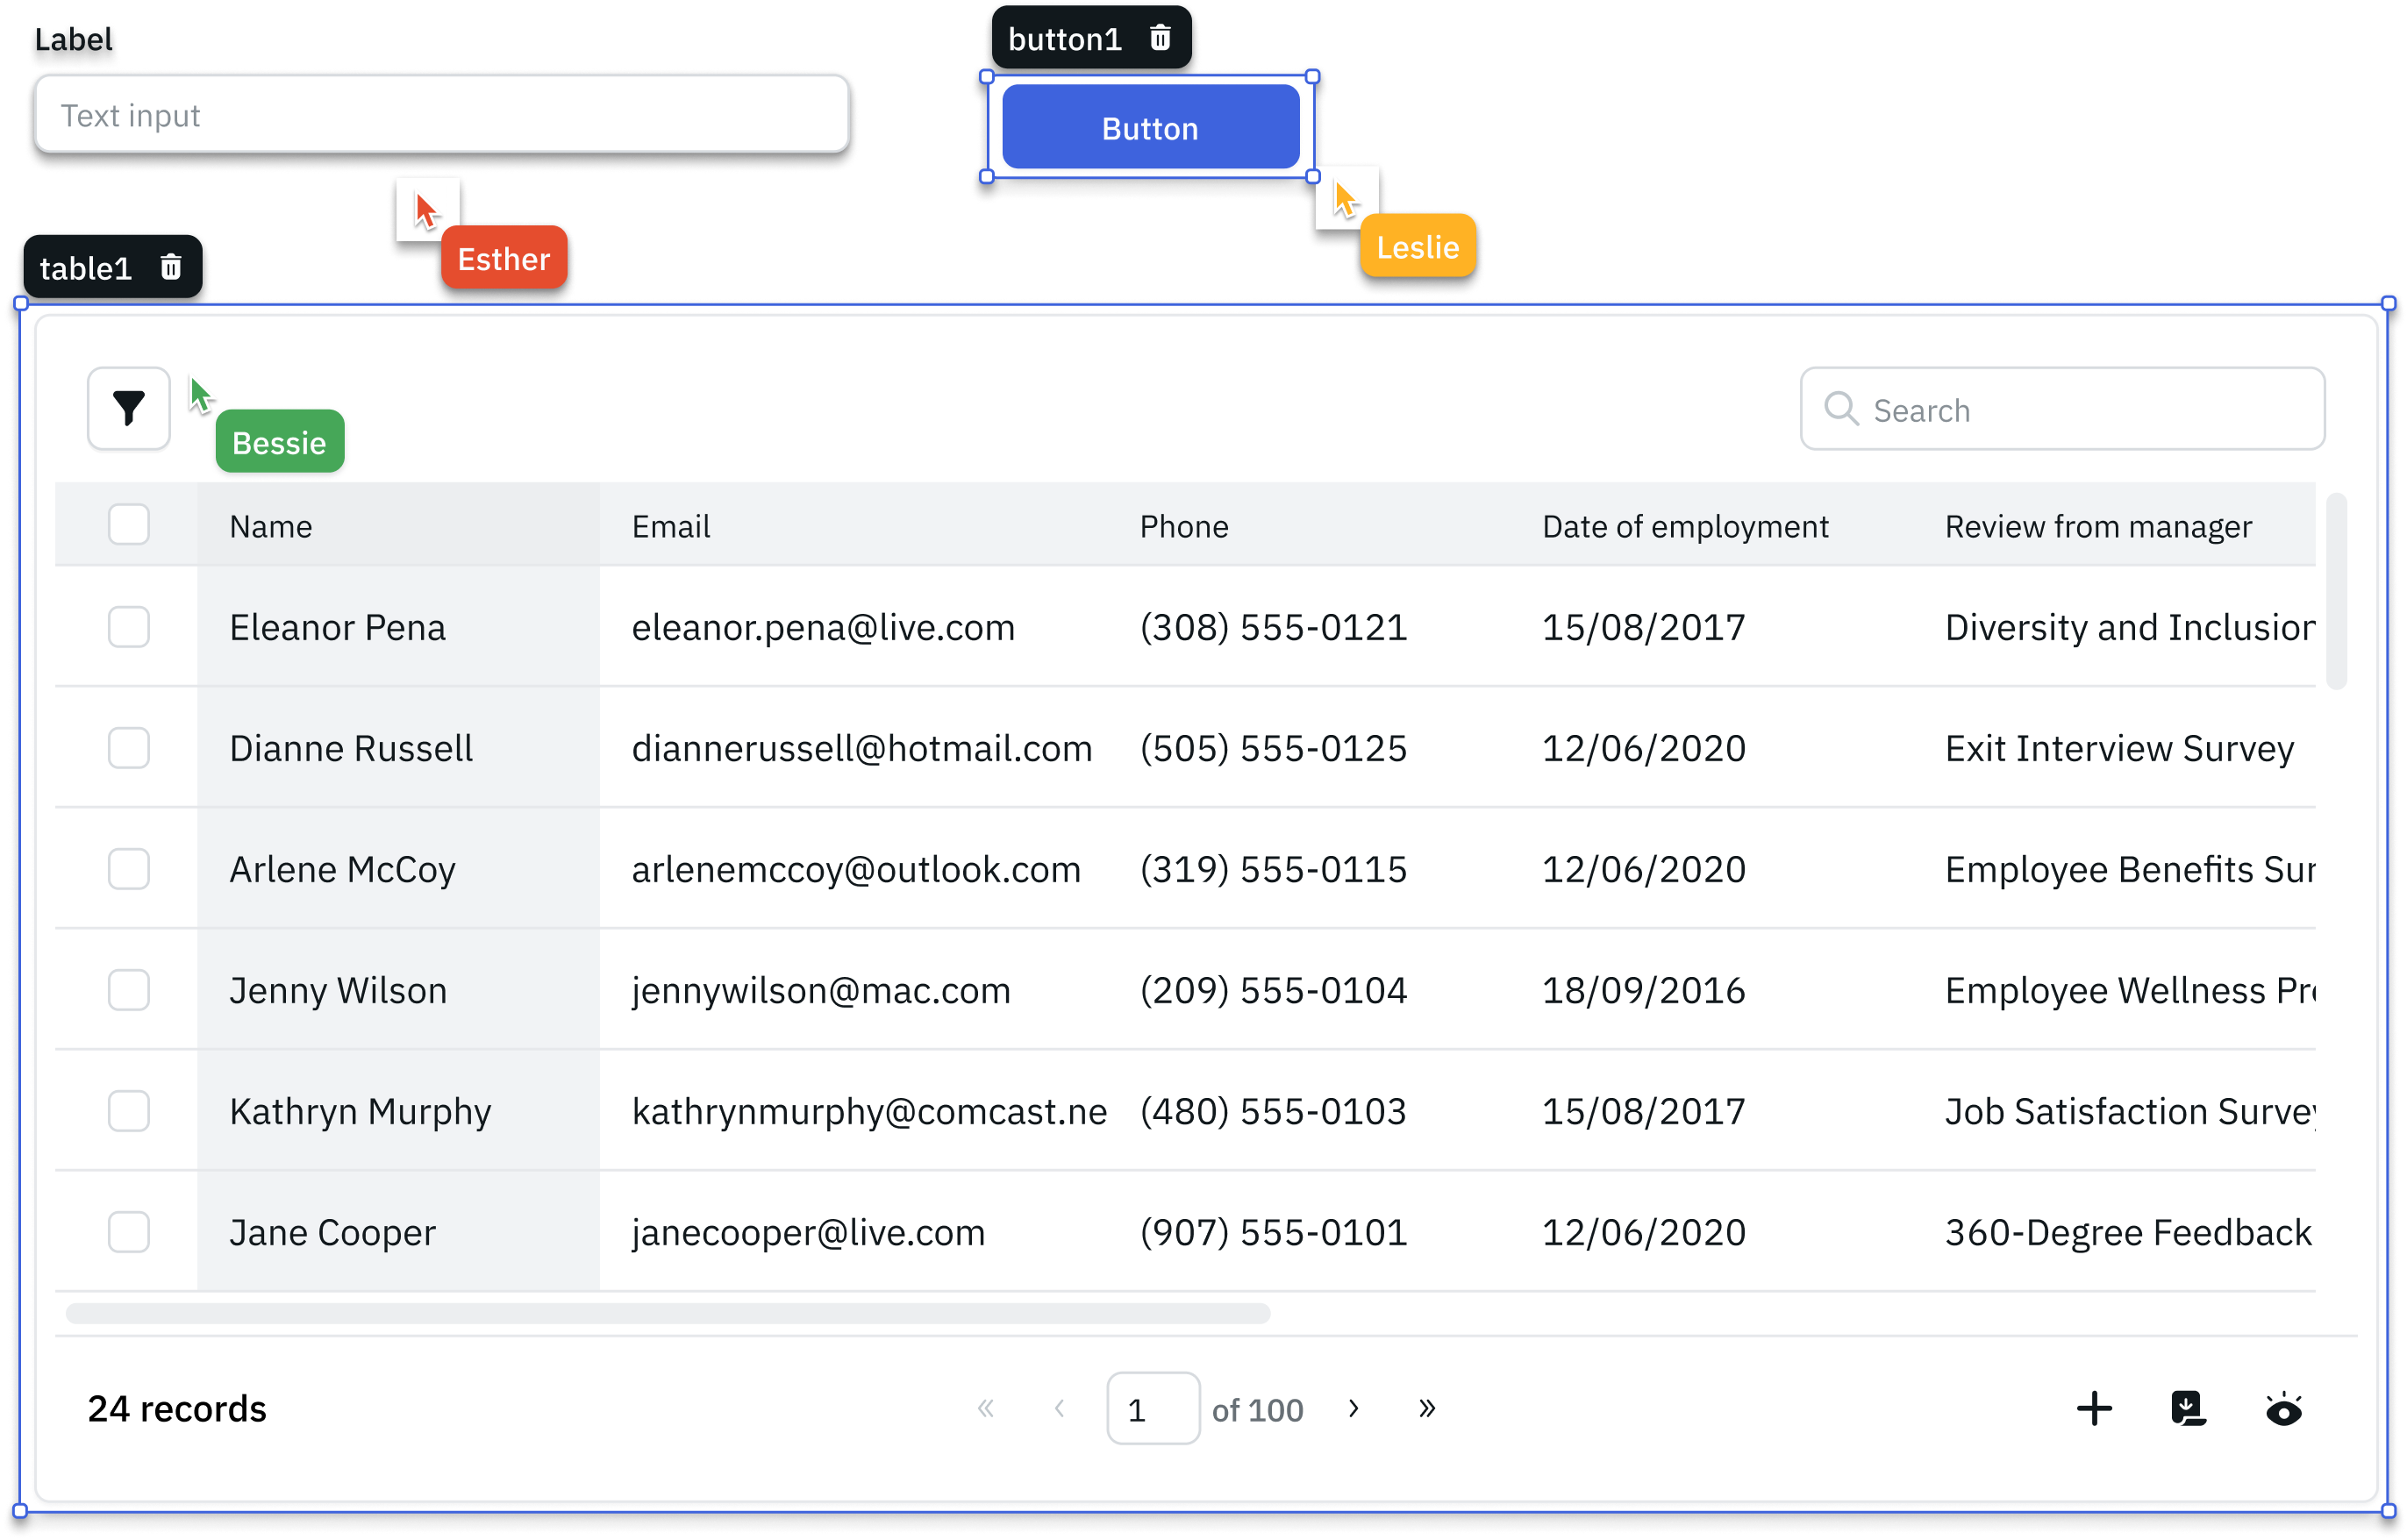 Label
Text input
button1
Button
Esther
Leslie
table1
Bessie
Search
Name Email Phone Date of employment Review from manager
Eleanor Pena eleanor.pena@live.com (308) 555-0121 15/08/2017 Diversity and Inclusion
Dianne Russell diannerussell@hotmail.com (505) 555-0125 12/06/2020 Exit Interview Survey
Arlene McCoy arlenemccoy@outlook.com (319) 555-0115 12/06/2020 Employee Benefits Sur
Jenny Wilson jennywilson@mac.com (209) 555-0104 18/09/2016 Employee Wellness Pr
Kathryn Murphy kathrynmurphy@comcast.ne (480) 555-0103 15/08/2017 Job Satisfaction Survey
Jane Cooper janecooper@live.com (907) 555-0101 12/06/2020 360-Degree Feedback
24 records « ‹ 1 of 100 › »